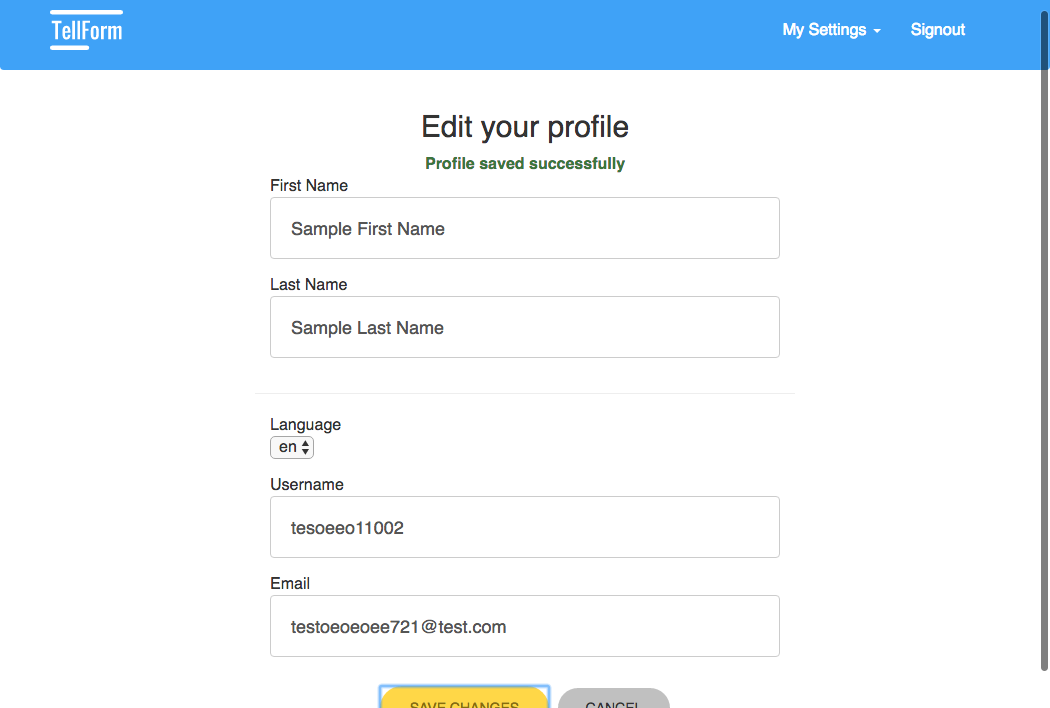 TellForm
My Settings
Signout
Edit your profile
Profile saved successfully
First Name
Sample First Name
Last Name
Sample Last Name
Language
en
Username
tesoeeo11002
Email
testoeoeoee721@test.com
SAVE CHANGES
CANCEL